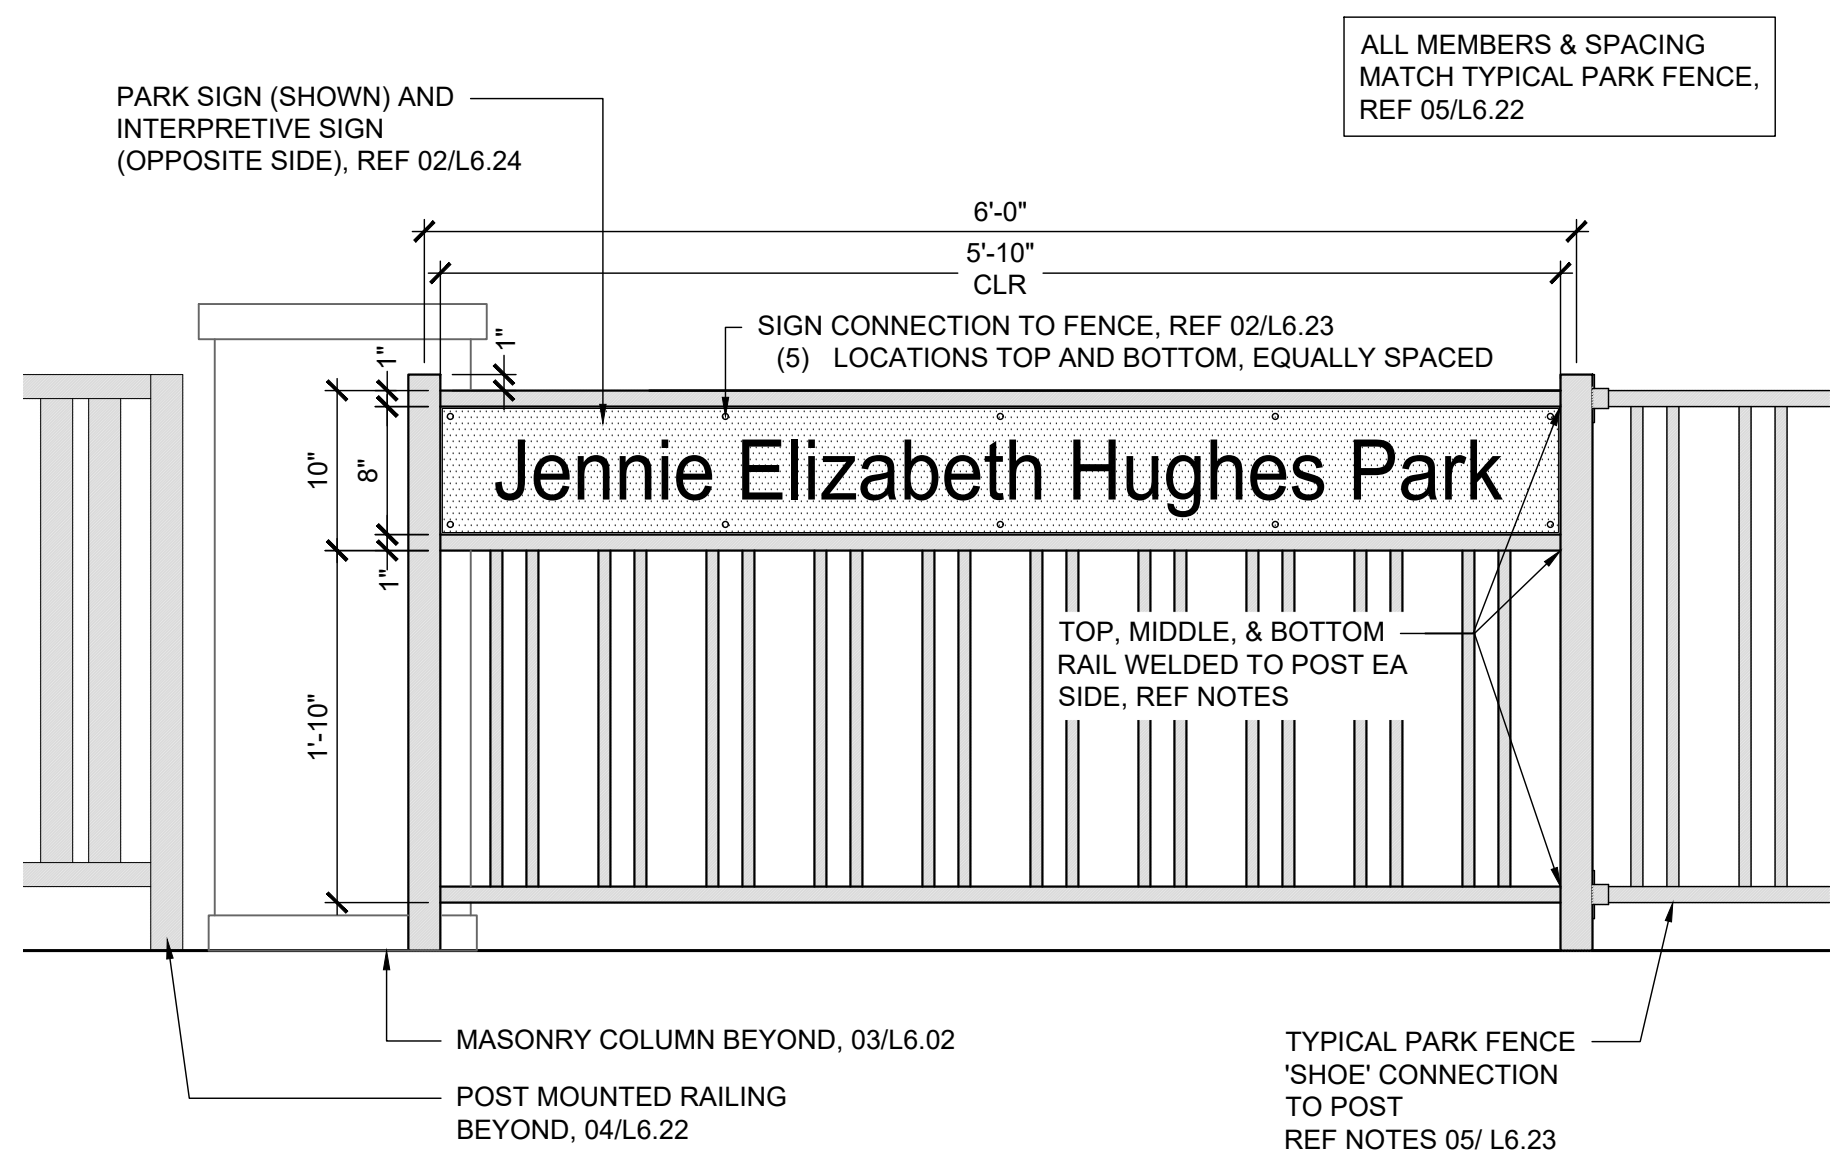 ALL MEMBERS & SPACING
MATCH TYPICAL PARK FENCE,
REF 05/L6.22
PARK SIGN (SHOWN) AND
INTERPRETIVE SIGN
(OPPOSITE SIDE), REF 02/L6.24
6'-0"
5'-10"
CLR
SIGN CONNECTION TO FENCE, REF 02/L6.23
(5) LOCATIONS TOP AND BOTTOM, EQUALLY SPACED
1"
1"
10"
8"
1"
Jennie Elizabeth Hughes Park
1'-10"
TOP, MIDDLE, & BOTTOM
RAIL WELDED TO POST EA
SIDE, REF NOTES
MASONRY COLUMN BEYOND, 03/L6.02
POST MOUNTED RAILING
BEYOND, 04/L6.22
TYPICAL PARK FENCE
'SHOE' CONNECTION
TO POST
REF NOTES 05/ L6.23